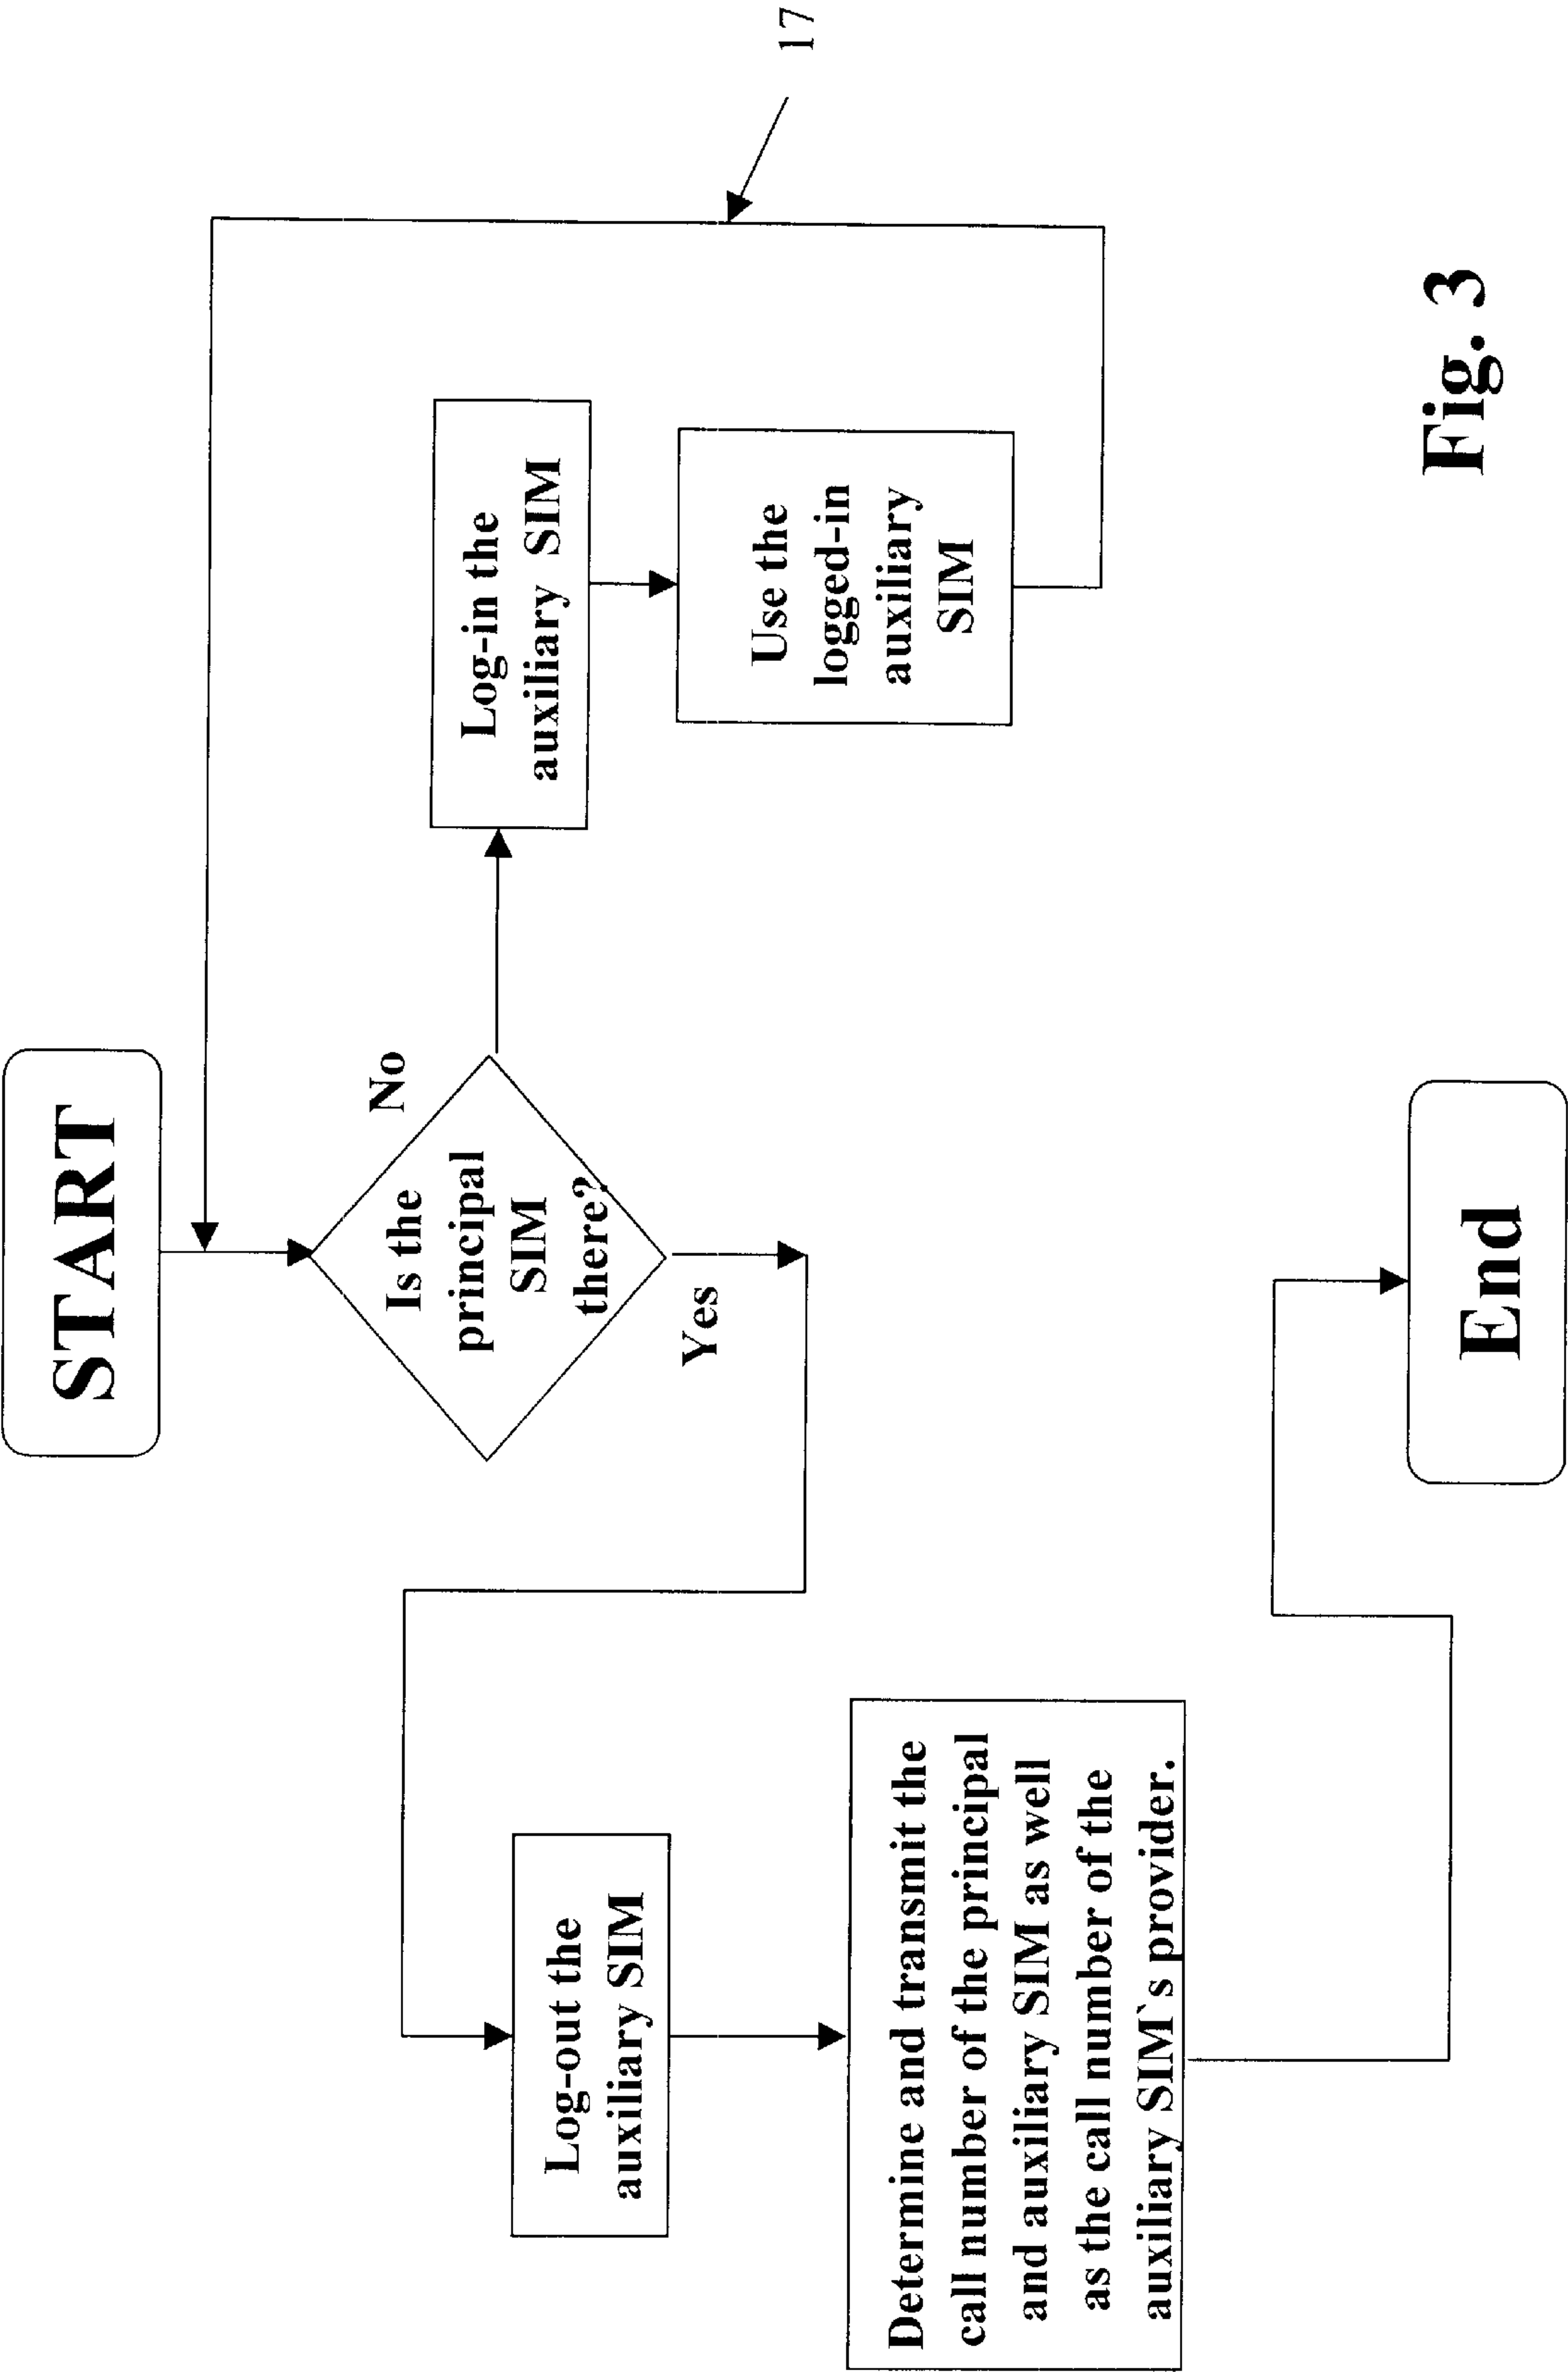 START
Is the
principal
SIM
there?
No
Yes
Log-in the
auxiliary SIM
Use the
logged-in
auxiliary
SIM
17
Log-out the
auxiliary SIM
Determine and transmit the
call number of the principal
and auxiliary SIM as well
as the call number of the
auxiliary SIM`s provider.
End
Fig. 3